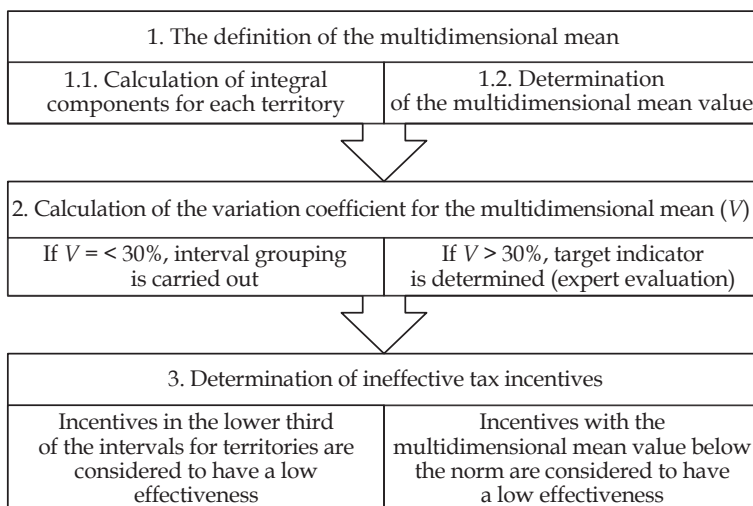 1. The definition of the multidimensional mean
1.1. Calculation of integral
components for each territory
1.2. Determination
of the multidimensional mean value
2. Calculation of the variation coefficient for the multidimensional mean (V)
If V = < 30%, interval grouping
is carried out
If V > 30%, target indicator
is determined (expert evaluation)
3. Determination of ineffective tax incentives
Incentives in the lower third
of the intervals for territories are
considered to have a low
effectiveness
Incentives with the
multidimensional mean value below
the norm are considered to have
a low effectiveness